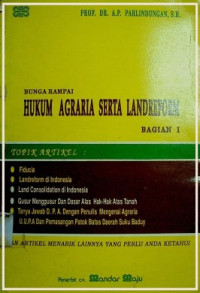 PROF. DR. A.P. PARLINDUNGAN, S.H.
BUNGA RAMPAI
HUKUM AGRARIA SERTA LANDREFORM
BAGIAN I
TOPIK ARTIKEL :
Fiducia
Landreform di Indonesia
Land Consolidation di Indonesia
Gusur Menggusur Dan Dasar Alas Hak-Hak Atas Tanah
Tanya Jawab D. P. A. Dengan Penulis Mengenai Agraria
U.U.P.A Dan Pemasangan Patok Batas Daerah Suku Baduy
AN ARTIKEL MENARIK LAINNYA YANG PERLU ANDA KETAHUI
Penerbit CV. Mandar Maju